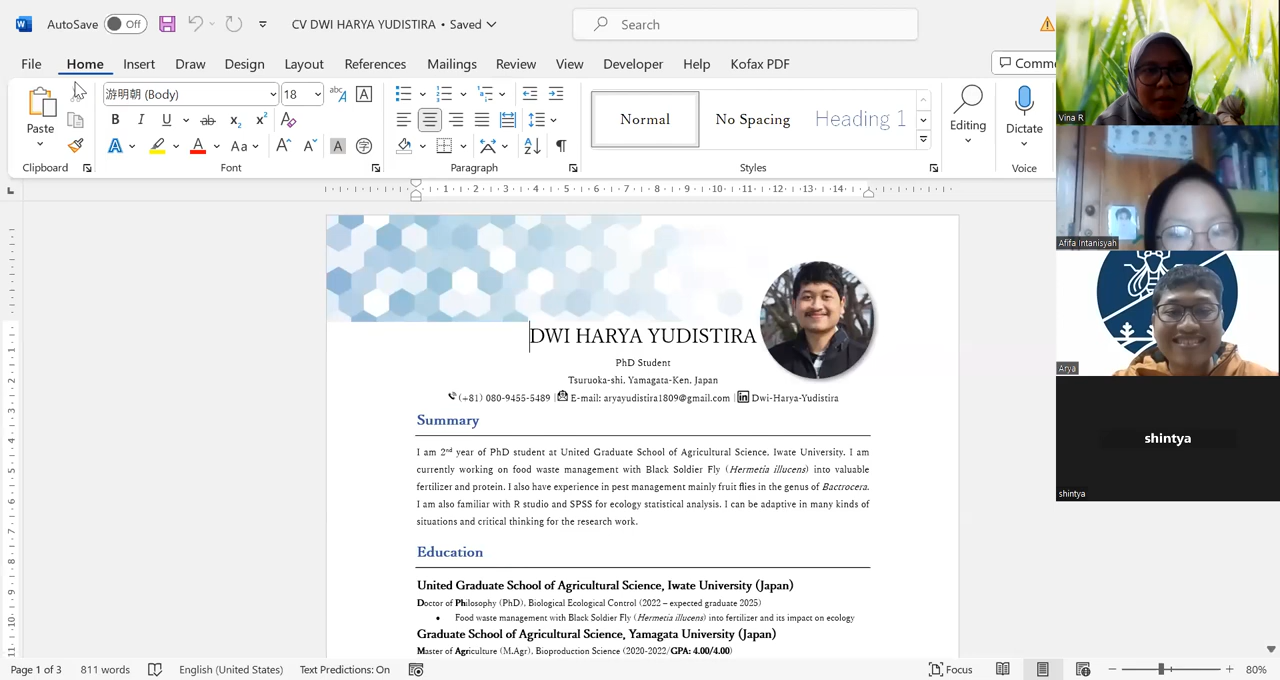 AutoSave Off CV DWI HARYA YUDISTIRA • Saved Search
File Home Insert Draw Design Layout References Mailings Review View Developer Help Kofax PDF Comme
Paste
游明朝 (Body) 18
Normal No Spacing Heading 1
Editing Dictate
Clipboard Font Paragraph Styles Voice
DWI HARYA YUDISTIRA
PhD Student
Tsuruoka-shi, Yamagata-Ken, Japan
(+81) 080-9455-5489 | E-mail: aryayudistira1809@gmail.com | Dwi-Harya-Yudistira
Summary
I am 2nd year of PhD student at United Graduate School of Agricultural Science, Iwate University. I am
currently working on food waste management with Black Soldier Fly (Hermetia illucens) into valuable
fertilizer and protein. I also have experience in pest management mainly fruit flies in the genus of Bactrocera.
I am also familiar with R studio and SPSS for ecology statistical analysis. I can be adaptive in many kinds of
situations and critical thinking for the research work.
Education
United Graduate School of Agricultural Science, Iwate University (Japan)
Doctor of Philosophy (PhD), Biological Ecological Control (2022 – expected graduate 2025)
• Food waste management with Black Soldier Fly (Hermetia illucens) into fertilizer and its impact on ecology
Graduate School of Agricultural Science, Yamagata University (Japan)
Master of Agriculture (M.Agr), Bioproduction Science (2020-2022/GPA: 4.00/4.00)
Page 1 of 3 811 words English (United States) Text Predictions: On Focus 80%
Vina R
Afifa Intanisyah
Arya
shintya
shintya